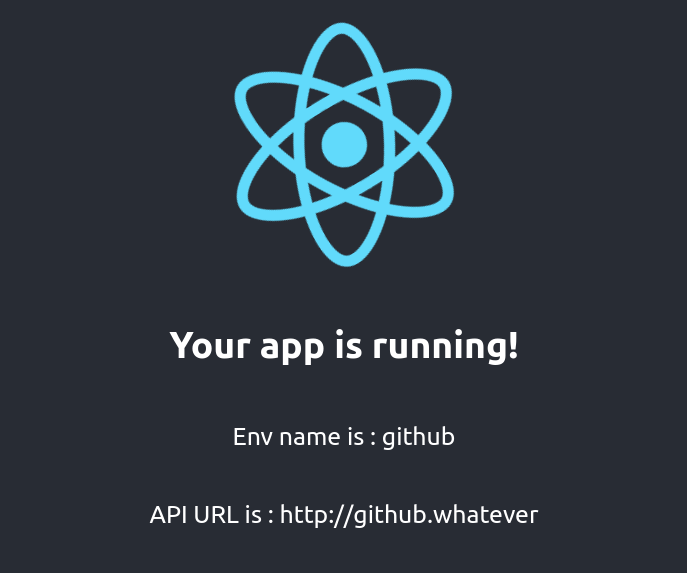 Your app is running!
Env name is : github
API URL is : http://github.whatever